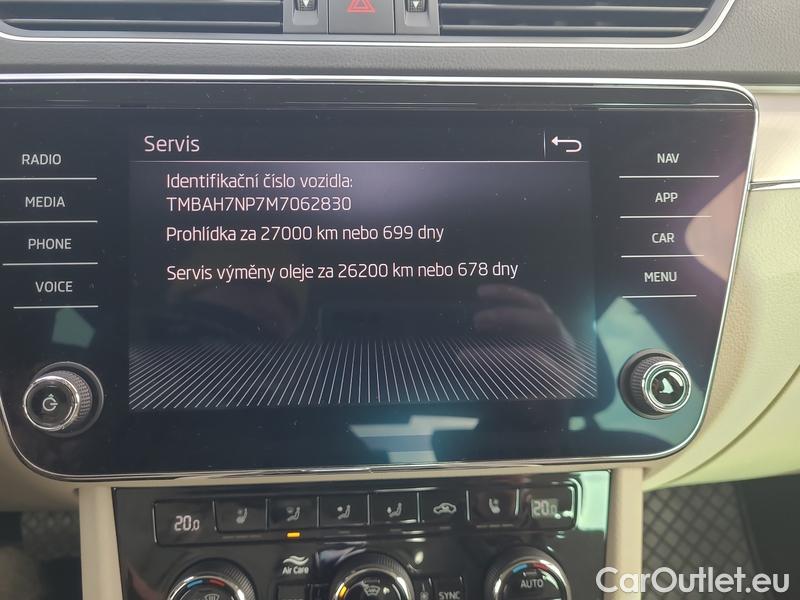 Servis
RADIO
MEDIA
PHONE
VOICE
Identifikační číslo vozidla:
TMBAH7NP7M7062830
Prohlídka za 27000 km nebo 699 dny
Servis výměny oleje za 26200 km nebo 678 dny
NAV
APP
CAR
MENU
20.0
20.0
Air Care
SYNC
AUTO
CarOutlet.eu